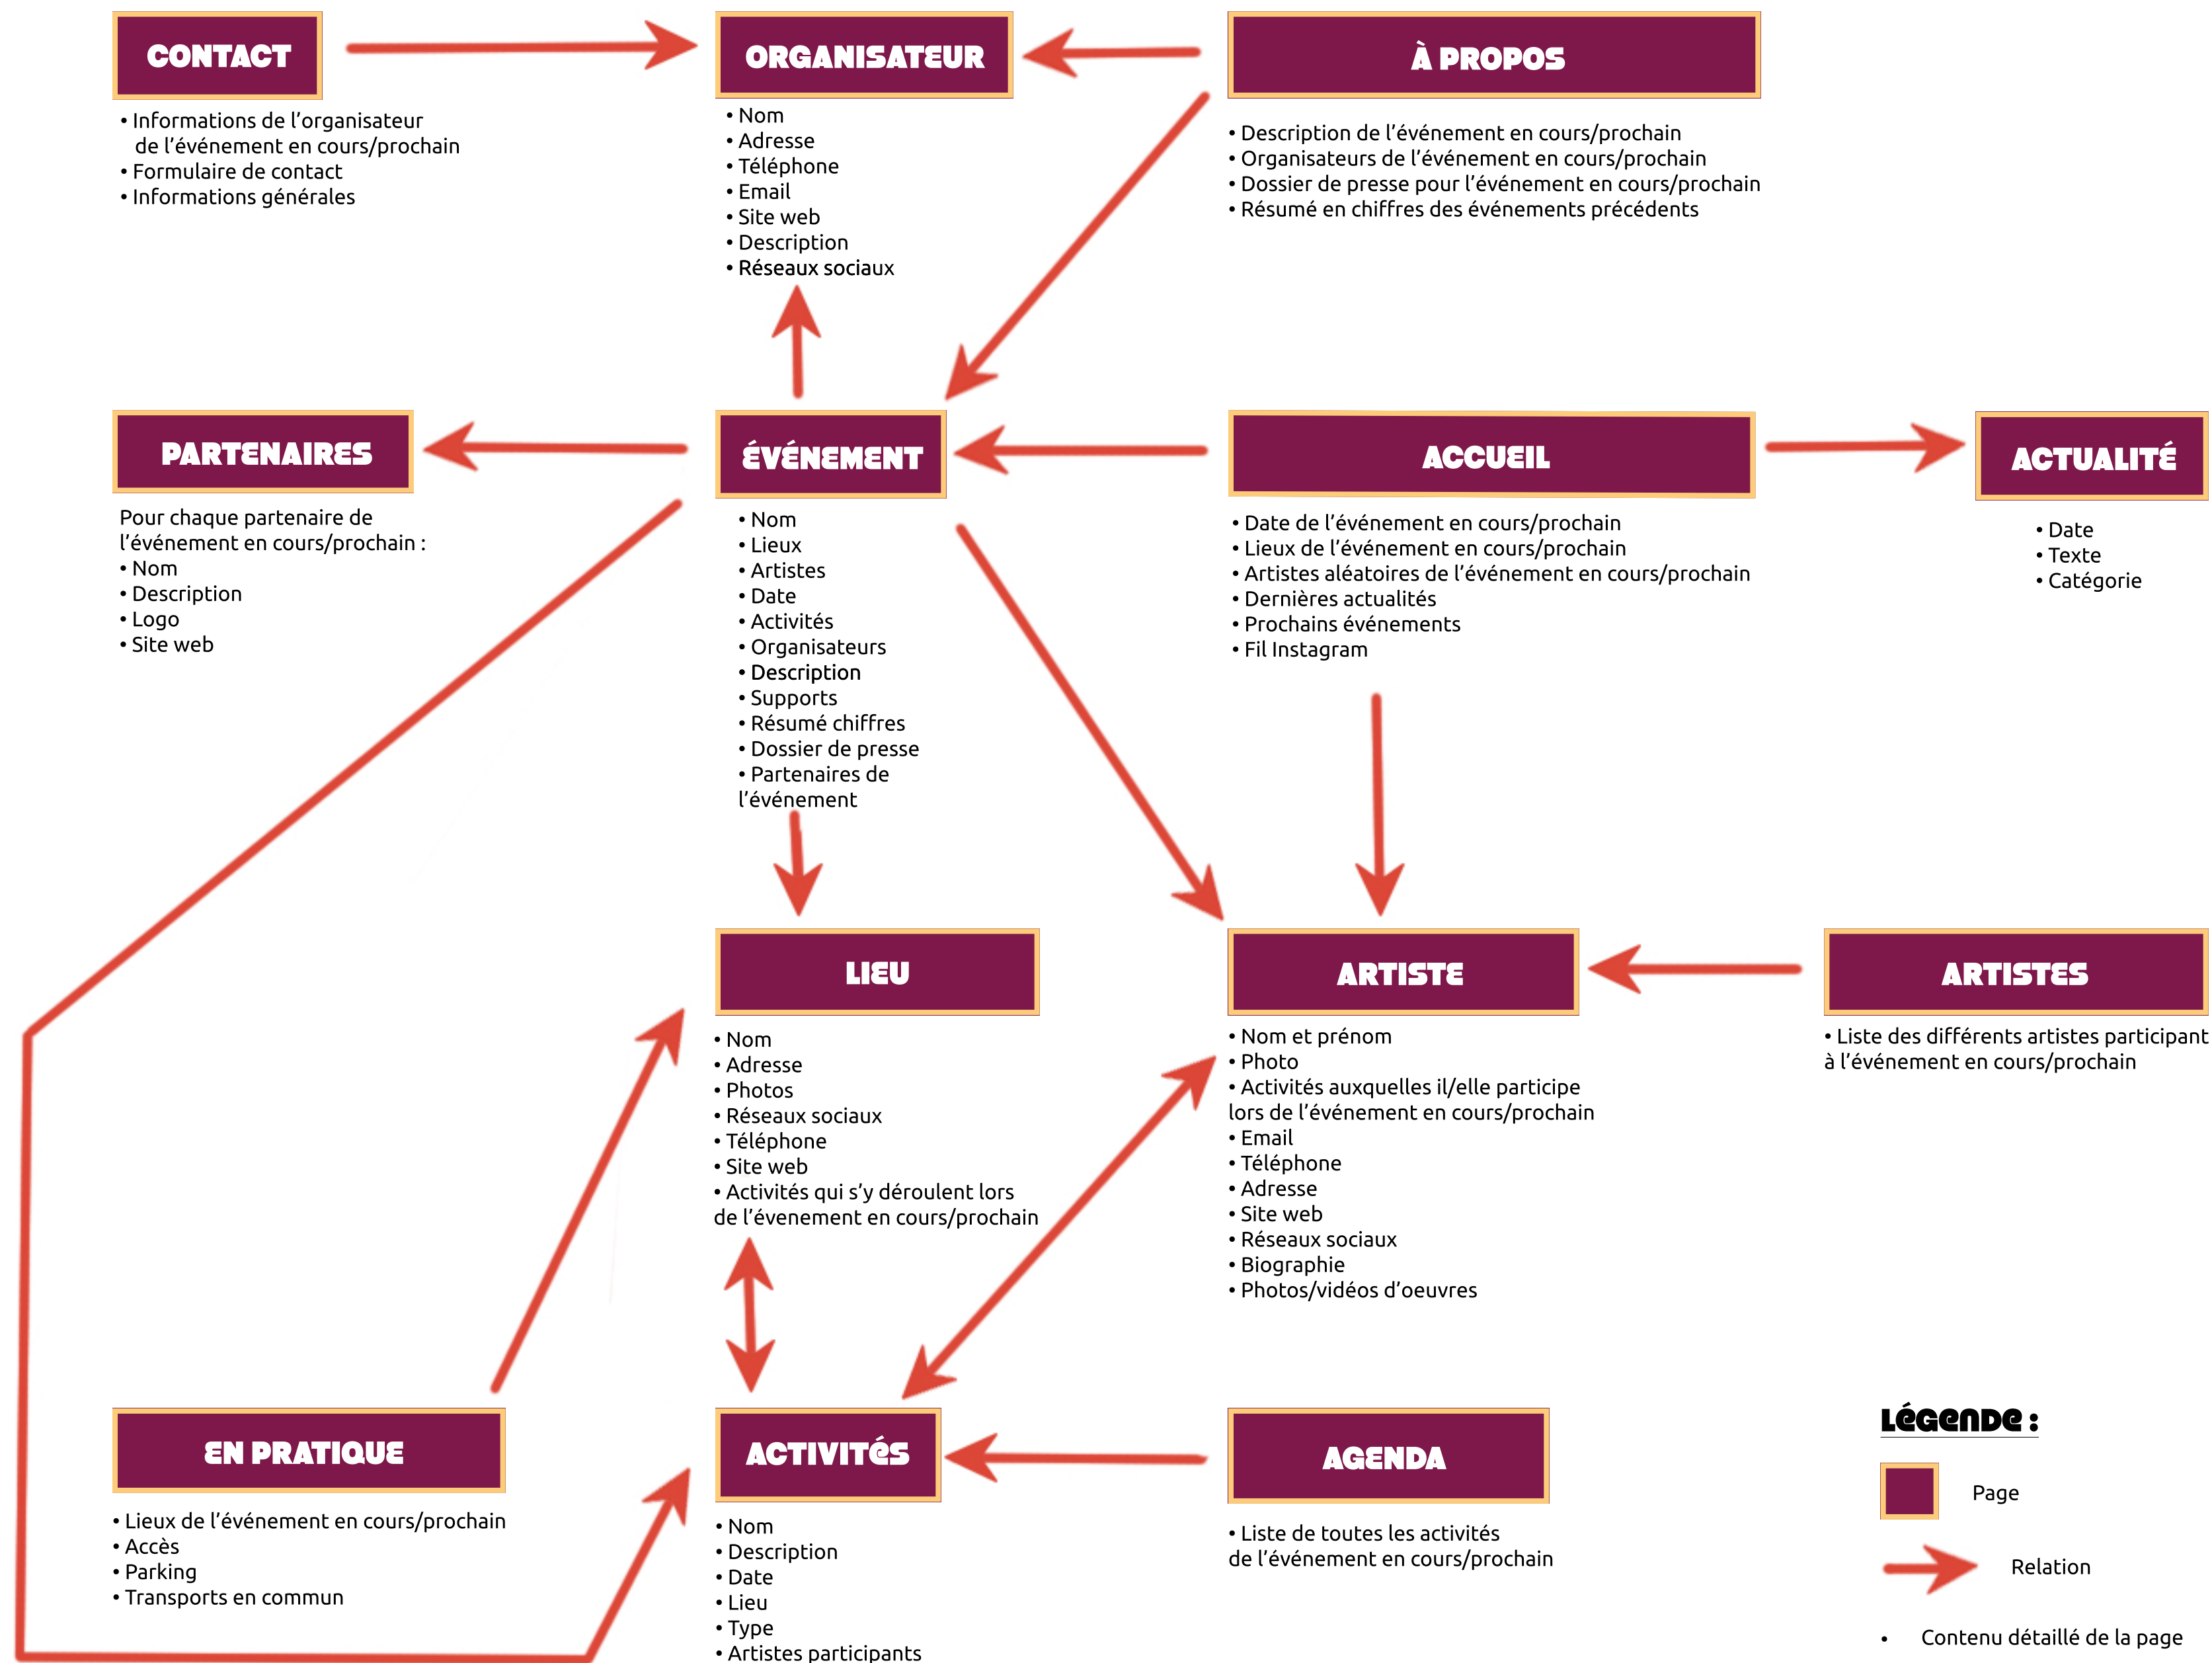 CONTACT
• Informations de l'organisateur
de l'événement en cours/prochain
• Formulaire de contact
• Informations générales
ORGANISATEUR
• Nom
• Adresse
• Téléphone
• Email
• Site web
• Description
• Réseaux sociaux
À PROPOS
• Description de l'événement en cours/prochain
• Organisateurs de l'événement en cours/prochain
• Dossier de presse pour l'événement en cours/prochain
• Résumé en chiffres des événements précédents
PARTENAIRES
Pour chaque partenaire de
l'événement en cours/prochain :
• Nom
• Description
• Logo
• Site web
ÉVÉNEMENT
• Nom
• Lieux
• Artistes
• Date
• Activités
• Organisateurs
• Description
• Supports
• Résumé chiffres
• Dossier de presse
• Partenaires de
l'événement
ACCUEIL
• Date de l'événement en cours/prochain
• Lieux de l'événement en cours/prochain
• Artistes aléatoires de l'événement en cours/prochain
• Dernières actualités
• Prochains événements
• Fil Instagram
ACTUALITÉ
• Date
• Texte
• Catégorie
LIEU
• Nom
• Adresse
• Photos
• Réseaux sociaux
• Téléphone
• Site web
• Activités qui s'y déroulent lors
de l'évenement en cours/prochain
ARTISTE
• Nom et prénom
• Photo
• Activités auxquelles il/elle participe
lors de l'événement en cours/prochain
• Email
• Téléphone
• Adresse
• Site web
• Réseaux sociaux
• Biographie
• Photos/vidéos d'oeuvres
ARTISTES
• Liste des différents artistes participant
à l'événement en cours/prochain
EN PRATIQUE
• Lieux de l'événement en cours/prochain
• Accès
• Parking
• Transports en commun
ACTIVITÉS
• Nom
• Description
• Date
• Lieu
• Type
• Artistes participants
AGENDA
• Liste de toutes les activités
de l'événement en cours/prochain
LÉGENDE :
Page
Relation
• Contenu détaillé de la page